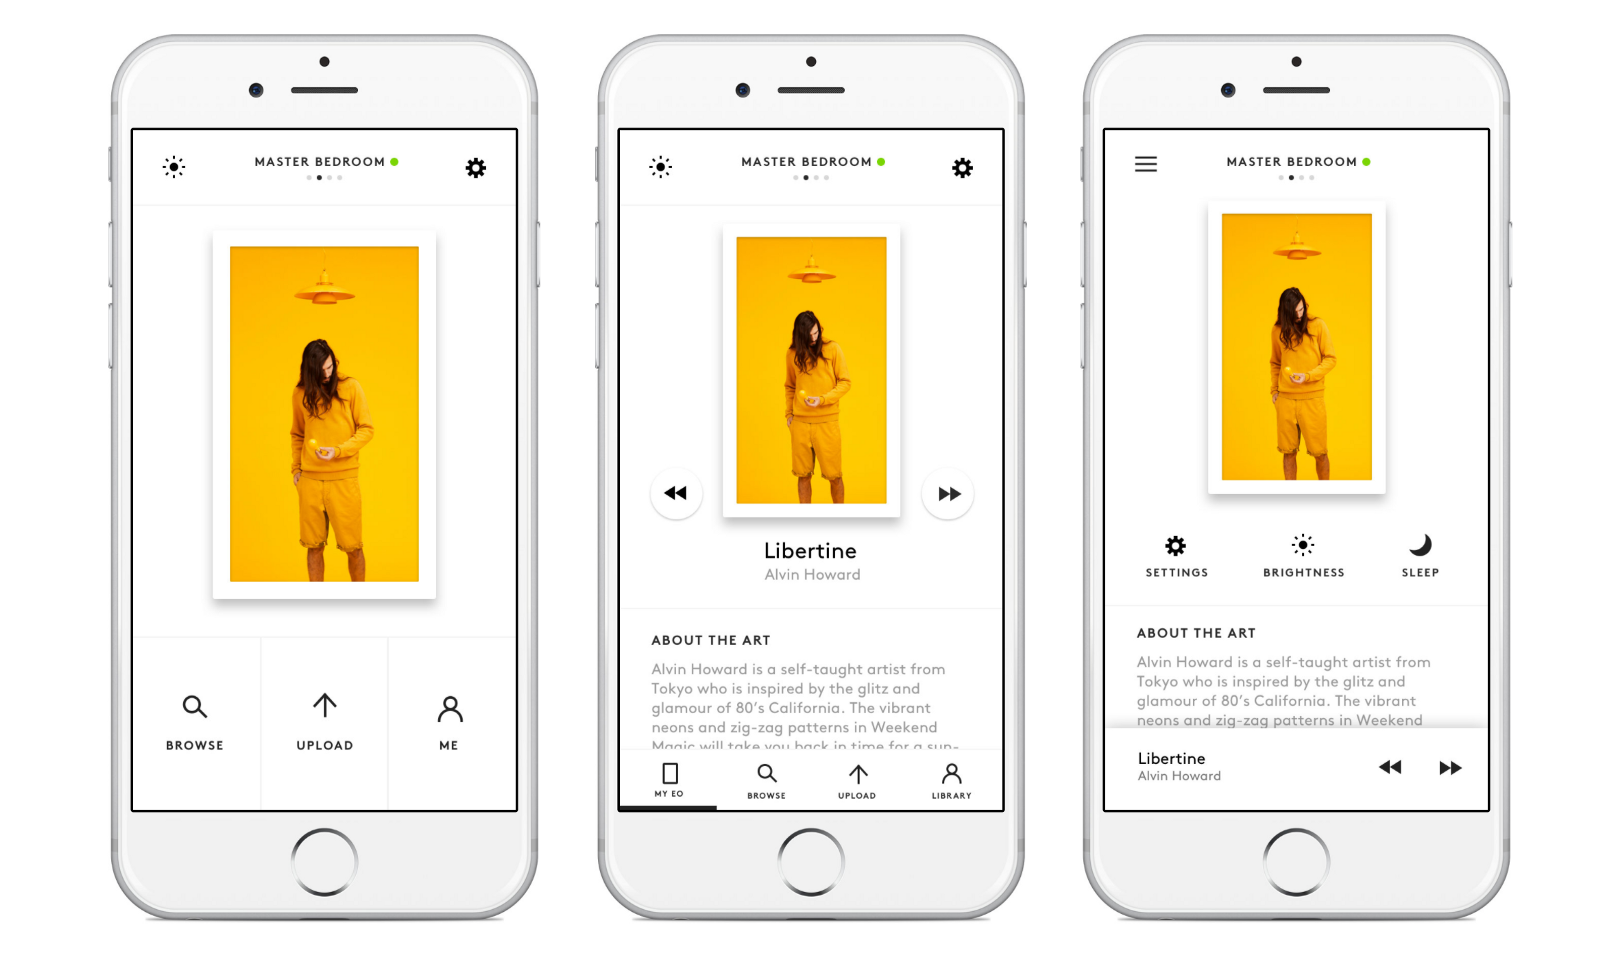 MASTER BEDROOM
BROWSE
UPLOAD
ME
MASTER BEDROOM
Libertine
Alvin Howard
ABOUT THE ART
Alvin Howard is a self-taught artist from
Tokyo who is inspired by the glitz and
glamour of 80's California. The vibrant
neons and zig-zag patterns in Weekend
Magic will take you back in time for a sun-
MY EO
BROWSE
UPLOAD
LIBRARY
MASTER BEDROOM
SETTINGS
BRIGHTNESS
SLEEP
ABOUT THE ART
Alvin Howard is a self-taught artist from
Tokyo who is inspired by the glitz and
glamour of 80's California. The vibrant
neons and zig-zag patterns in Weekend
Libertine
Alvin Howard